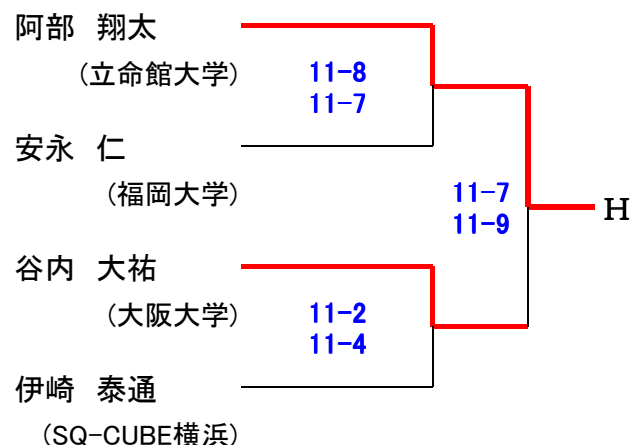 阿部 翔太
(立命館大学)
11-8
11-7
安永 仁
(福岡大学)
11-7
11-9
H
谷内 大祐
(大阪大学)
11-2
11-4
伊崎 泰通
(SQ-CUBE横浜)